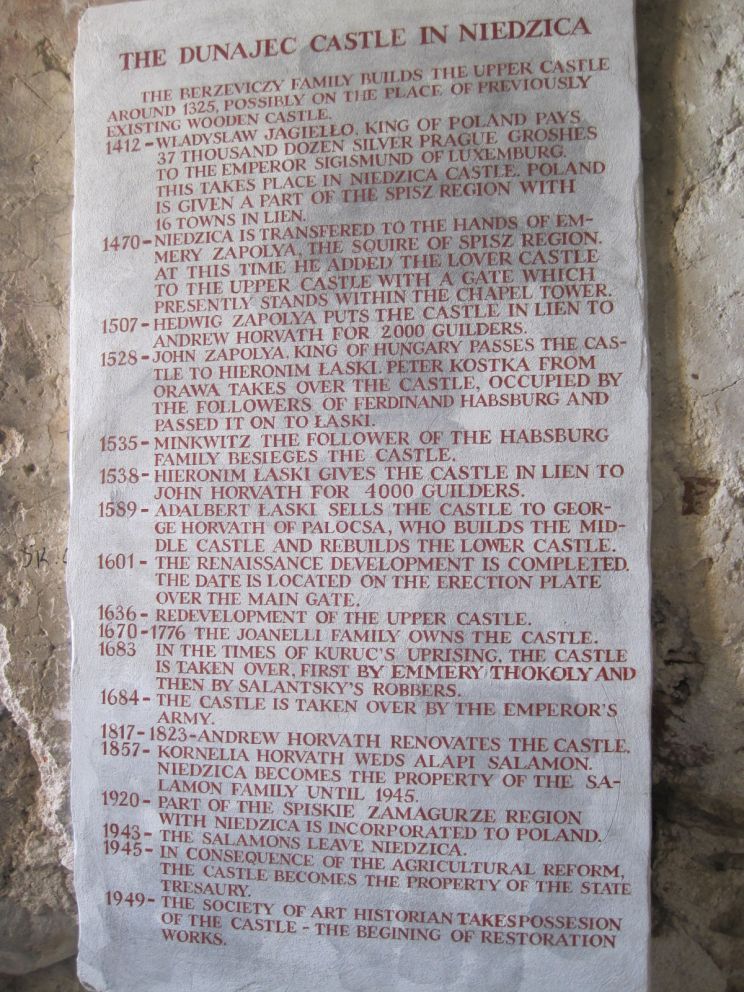 THE DUNAJEC CASTLE IN NIEDZICA
THE BERZEVICZY FAMILY BUILDS THE UPPER CASTLE
AROUND 1325, POSSIBLY ON THE PLACE OF PREVIOUSLY
EXISTING WOODEN CASTLE.
1412-WLADYSLAW JAGIEŁŁO, KING OF POLAND PAYS
37 THOUSAND DOZEN SILVER PRAGUE GROSHES
TO THE EMPEROR SIGISMUND OF LUXEMBURG.
THIS TAKES PLACE IN NIEDZICA CASTLE. POLAND
IS GIVEN A PART OF THE SPISZ REGION WITH
16 TOWNS IN LIEN.
1470-NIEDZICA IS TRANSFERED TO THE HANDS OF EM-
MERY ZAPOLYA, THE SQUIRE OF SPISZ REGION.
AT THIS TIME HE ADDED THE LOVER CASTLE
TO THE UPPER CASTLE WITH A GATE WHICH
PRESENTLY STANDS WITHIN THE CHAPEL TOWER.
1507-HEDWIG ZAPOLYA PUTS THE CASTLE IN LIEN TO
ANDREW HORVATH FOR 2000 GUILDERS.
1528-JOHN ZAPOLYA, KING OF HUNGARY PASSES THE CAS-
TLE TO HIERONIM ŁASKI. PETER KOSTKA FROM
ORAWA TAKES OVER THE CASTLE, OCCUPIED BY
THE FOLLOWERS OF FERDINAND HABSBURG AND
PASSED IT ON TO ŁASKI.
1535-MINKWITZ THE FOLLOWER OF THE HABSBURG
FAMILY BESIEGES THE CASTLE.
1538-HIERONIM ŁASKI GIVES THE CASTLE IN LIEN TO
JOHN HORVATH FOR 4000 GUILDERS.
1589-ADALBERT ŁASKI SELLS THE CASTLE TO GEOR-
GE HORVATH OF PALOCSA, WHO BUILDS THE MID-
DLE CASTLE AND REBUILDS THE LOWER CASTLE.
1601-THE RENAISSANCE DEVELOPMENT IS COMPLETED.
THE DATE IS LOCATED ON THE ERECTION PLATE
OVER THE MAIN GATE.
1636-REDEVELOPMENT OF THE UPPER CASTLE.
1670-1776 THE JOANELLI FAMILY OWNS THE CASTLE.
1683 IN THE TIMES OF KURUC'S UPRISING, THE CASTLE
IS TAKEN OVER, FIRST BY EMMERY THOKOLY AND
THEN BY SALANTSKY'S ROBBERS.
1684-THE CASTLE IS TAKEN OVER BY THE EMPEROR'S
ARMY.
1817-1823-ANDREW HORVATH RENOVATES THE CASTLE.
1857-KORNELIA HORVATH WEDS ALAPI SALAMON.
NIEDZICA BECOMES THE PROPERTY OF THE SA-
LAMON FAMILY UNTIL 1945.
1920-PART OF THE SPISKIE ZAMAGURZE REGION
WITH NIEDZICA IS INCORPORATED TO POLAND.
1943-THE SALAMONS LEAVE NIEDZICA.
1945-IN CONSEQUENCE OF THE AGRICULTURAL REFORM,
THE CASTLE BECOMES THE PROPERTY OF THE STATE
TRESAURY.
1949-THE SOCIETY OF ART HISTORIAN TAKES POSSESION
OF THE CASTLE - THE BEGINING OF RESTORATION
WORKS.